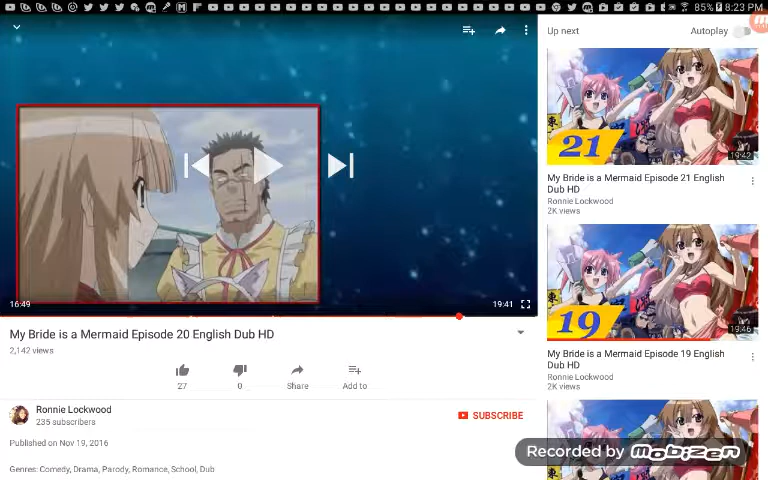 85% 8:23 PM
Up next
Autoplay
16:49
19:41
My Bride is a Mermaid Episode 20 English Dub HD
2,142 views
27
0
Share
Add to
Ronnie Lockwood
235 subscribers
SUBSCRIBE
Published on Nov 19, 2016
Genres: Comedy, Drama, Parody, Romance, School, Dub
21
19:42
My Bride is a Mermaid Episode 21 English
Dub HD
Ronnie Lockwood
2K views
19
19:46
My Bride is a Mermaid Episode 19 English
Dub HD
Ronnie Lockwood
2K views
Recorded by Mobizen